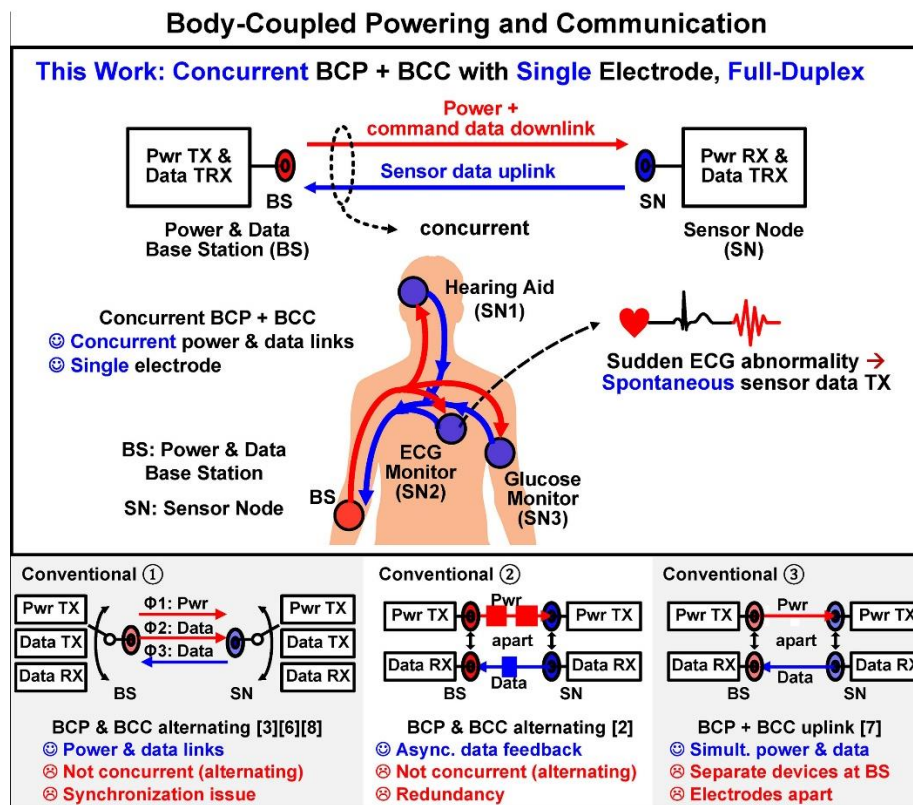 Body-Coupled Powering and Communication
This Work: Concurrent BCP + BCC with Single Electrode, Full-Duplex
Power +
command data downlink
Sensor data uplink
Pwr TX &
Data TRX
BS
Pwr RX &
Data TRX
SN
Power & Data
Base Station (BS)
concurrent
Sensor Node
(SN)
Hearing Aid
(SN1)
Concurrent BCP + BCC
☺ Concurrent power & data links
☺ Single electrode
Sudden ECG abnormality →
Spontaneous sensor data TX
BS: Power & Data
Base Station
SN: Sensor Node
ECG
Monitor
(SN2)
Glucose
Monitor
(SN3)
BS
Conventional ①
Pwr TX
Data TX
Data RX
Φ1: Pwr
Φ2: Data
Φ3: Data
Pwr TX
Data TX
Data RX
BS
SN
BCP & BCC alternating [3][6][8]
☺ Power & data links
☹ Not concurrent (alternating)
☹ Synchronization issue
Conventional ②
Pwr
Pwr TX
Pwr TX
apart
Data RX
Data RX
Data
BS
SN
BCP & BCC alternating [2]
☺ Async. data feedback
☹ Not concurrent (alternating)
☹ Redundancy
Conventional ③
Pwr
Pwr TX
Pwr TX
apart
Data RX
Data RX
Data
BS
SN
BCP + BCC uplink [7]
☺ Simult. power & data
☹ Separate devices at BS
☹ Electrodes apart